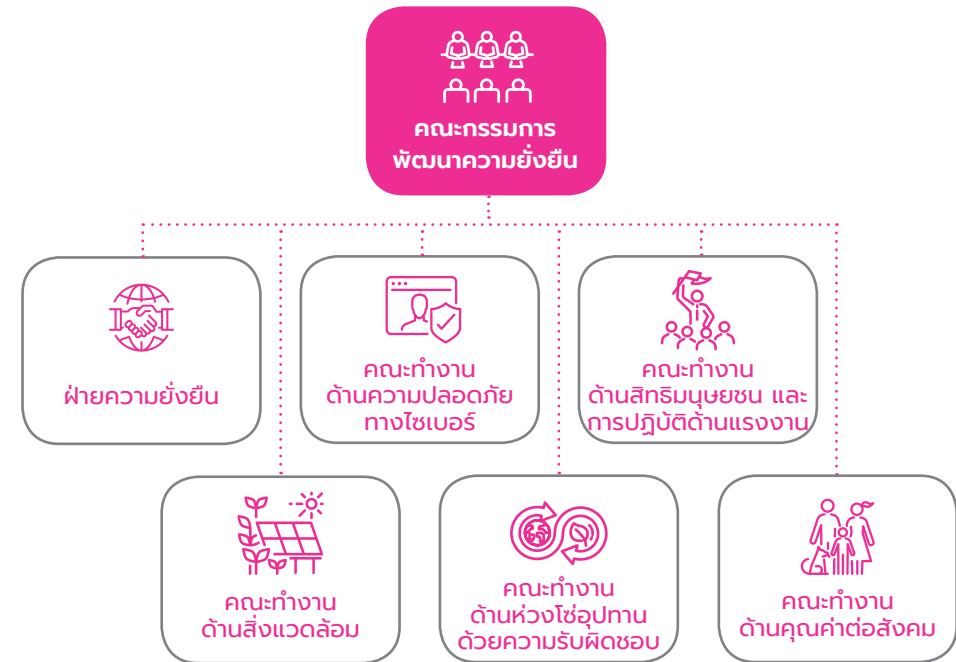 คณะกรรมการ
พัฒนาความยั่งยืน
ฝ่ายความยั่งยืน
คณะทำงาน
ด้านความปลอดภัย
ทางไซเบอร์
คณะทำงาน
ด้านสิทธิมนุษยชน และ
การปฏิบัติด้านแรงงาน
คณะทำงาน
ด้านสิ่งแวดล้อม
คณะทำงาน
ด้านห่วงโซ่อุปทาน
ด้วยความรับผิดชอบ
คณะทำงาน
ด้านคุณค่าต่อสังคม